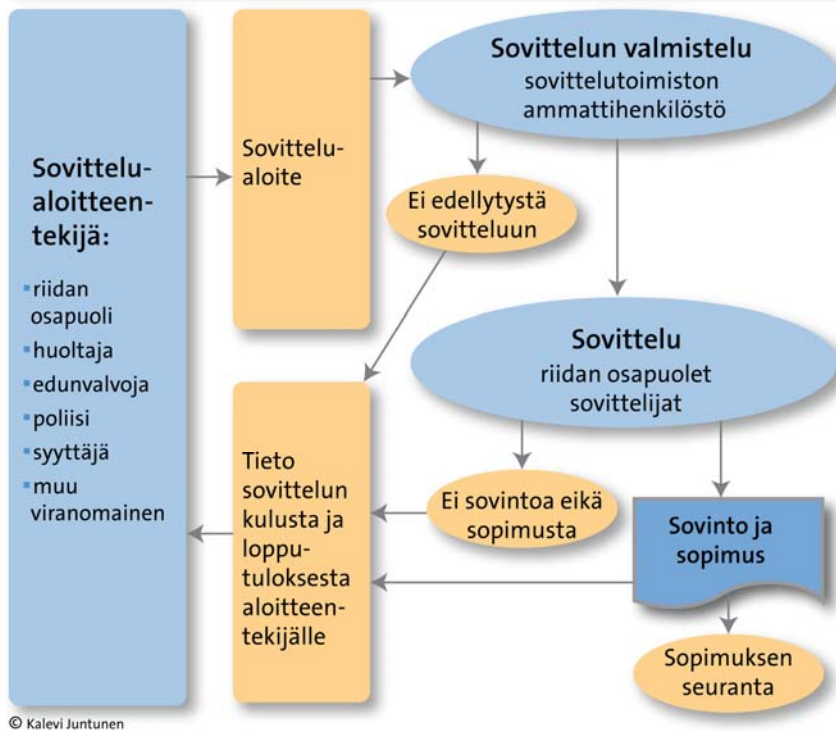 Sovittelu-
aloitteen-
tekijä:
▪ riidan
osapuoli
▪ huoltaja
▪ edunvalvoja
▪ poliisi
▪ syyttäjä
▪ muu
viranomainen
Sovittelu-
aloite
Sovittelun valmistelu
sovittelutoimiston
ammattihenkilöstö
Ei edellytystä
sovitteluun
Sovittelu
riidan osapuolet
sovittelijat
Ei sovintoa eikä
sopimusta
Sovinto ja
sopimus
Sopimuksen
seuranta
Tieto
sovittelun
kulusta ja
loppu-
tuloksesta
aloitteen-
tekijälle
© Kalevi Juntunen